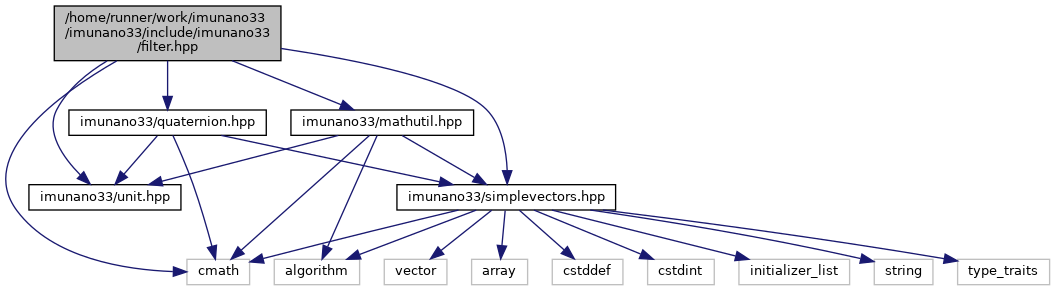 /home/runner/work/imunano33
/imunano33/include/imunano33
/filter.hpp
imunano33/quaternion.hpp
imunano33/mathutil.hpp
imunano33/unit.hpp
imunano33/simplevectors.hpp
cmath
algorithm
vector
array
cstddef
cstdint
initializer_list
string
type_traits